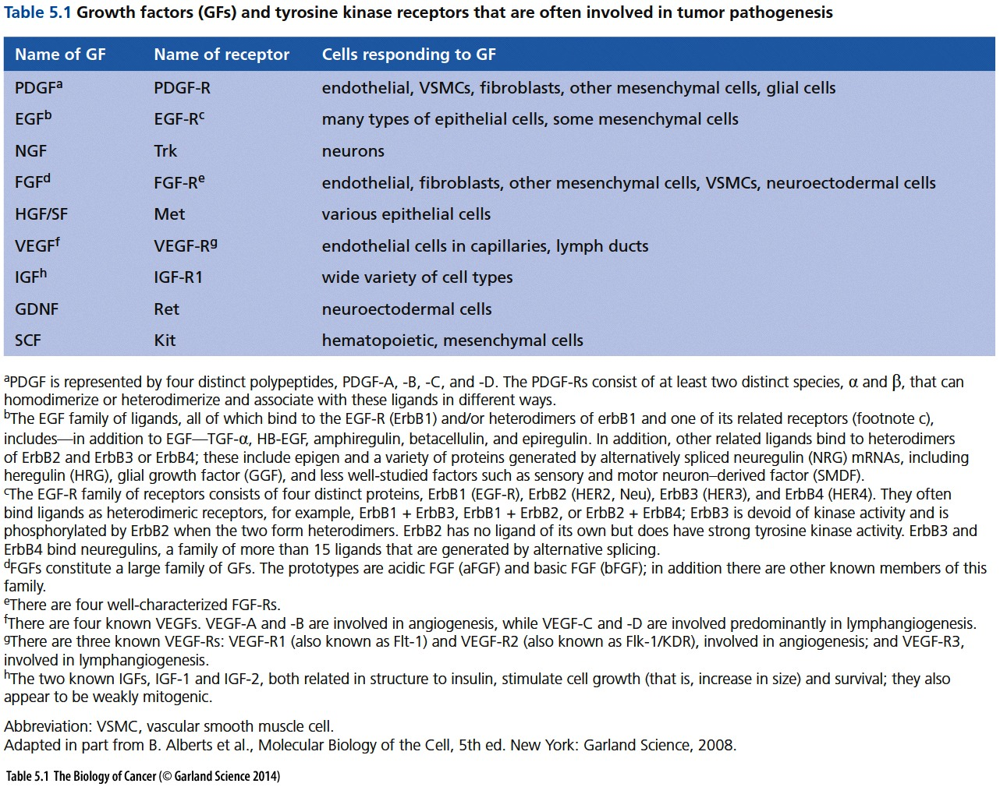 Table 5.1 Growth factors (GFs) and tyrosine kinase receptors that are often involved in tumor pathogenesis
Name of GF Name of receptor Cells responding to GF
PDGFᵃ PDGF-R endothelial, VSMCs, fibroblasts, other mesenchymal cells, glial cells
EGFᵇ EGF-Rᶜ many types of epithelial cells, some mesenchymal cells
NGF Trk neurons
FGFᵈ FGF-Rᵉ endothelial, fibroblasts, other mesenchymal cells, VSMCs, neuroectodermal cells
HGF/SF Met various epithelial cells
VEGFᶠ VEGF-Rᵍ endothelial cells in capillaries, lymph ducts
IGFʰ IGF-R1 wide variety of cell types
GDNF Ret neuroectodermal cells
SCF Kit hematopoietic, mesenchymal cells
ᵃPDGF is represented by four distinct polypeptides, PDGF-A, -B, -C, and -D. The PDGF-Rs consist of at least two distinct species, α and β, that can
homodimerize or heterodimerize and associate with these ligands in different ways.
ᵇThe EGF family of ligands, all of which bind to the EGF-R (ErbB1) and/or heterodimers of erbB1 and one of its related receptors (footnote c),
includes—in addition to EGF—TGF-α, HB-EGF, amphiregulin, betacellulin, and epiregulin. In addition, other related ligands bind to heterodimers
of ErbB2 and ErbB3 or ErbB4; these include epigen and a variety of proteins generated by alternatively spliced neuregulin (NRG) mRNAs, including
heregulin (HRG), glial growth factor (GGF), and less well-studied factors such as sensory and motor neuron–derived factor (SMDF).
ᶜThe EGF-R family of receptors consists of four distinct proteins, ErbB1 (EGF-R), ErbB2 (HER2, Neu), ErbB3 (HER3), and ErbB4 (HER4). They often
bind ligands as heterodimeric receptors, for example, ErbB1 + ErbB3, ErbB1 + ErbB2, or ErbB2 + ErbB4; ErbB3 is devoid of kinase activity and is
phosphorylated by ErbB2 when the two form heterodimers. ErbB2 has no ligand of its own but does have strong tyrosine kinase activity. ErbB3 and
ErbB4 bind neuregulins, a family of more than 15 ligands that are generated by alternative splicing.
ᵈFGFs constitute a large family of GFs. The prototypes are acidic FGF (aFGF) and basic FGF (bFGF); in addition there are other known members of this
family.
ᵉThere are four well-characterized FGF-Rs.
ᶠThere are four known VEGFs. VEGF-A and -B are involved in angiogenesis, while VEGF-C and -D are involved predominantly in lymphangiogenesis.
ᵍThere are three known VEGF-Rs: VEGF-R1 (also known as Flt-1) and VEGF-R2 (also known as Flk-1/KDR), involved in angiogenesis; and VEGF-R3,
involved in lymphangiogenesis.
ʰThe two known IGFs, IGF-1 and IGF-2, both related in structure to insulin, stimulate cell growth (that is, increase in size) and survival; they also
appear to be weakly mitogenic.
Abbreviation: VSMC, vascular smooth muscle cell.
Adapted in part from B. Alberts et al., Molecular Biology of the Cell, 5th ed. New York: Garland Science, 2008.
Table 5.1 The Biology of Cancer (© Garland Science 2014)